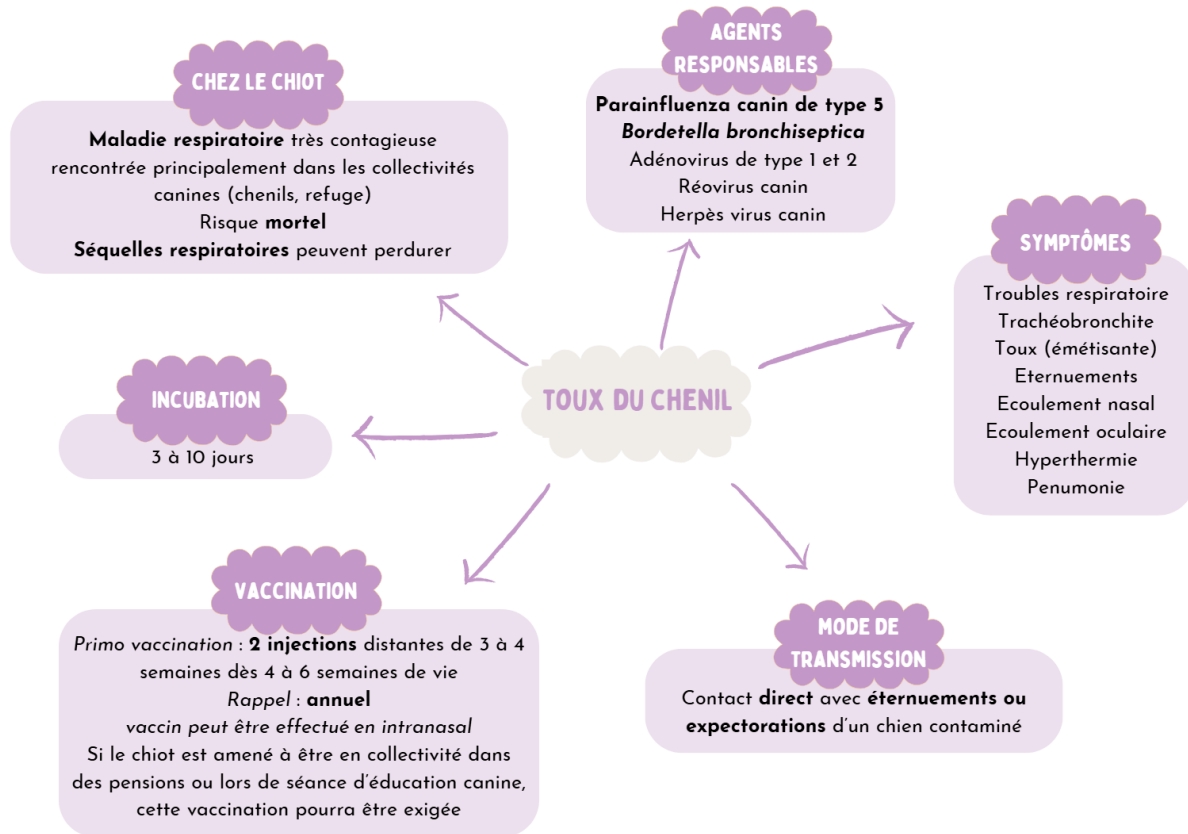 CHEZ LE CHIOT
Maladie respiratoire très contagieuse
rencontrée principalement dans les collectivités
canines (chenils, refuge)
Risque mortel
Séquelles respiratoires peuvent perdurer
AGENTS
RESPONSABLES
Parainfluenza canin de type 5
Bordetella bronchiseptica
Adénovirus de type 1 et 2
Réovirus canin
Herpès virus canin
SYMPTÔMES
Troubles respiratoire
Trachéobronchite
Toux (émétisante)
Eternuements
Ecoulement nasal
Ecoulement oculaire
Hyperthermie
Penumonie
TOUX DU CHENIL
INCUBATION
3 à 10 jours
VACCINATION
Primo vaccination : 2 injections distantes de 3 à 4
semaines dès 4 à 6 semaines de vie
Rappel : annuel
vaccin peut être effectué en intranasal
Si le chiot est amené à être en collectivité dans
des pensions ou lors de séance d'éducation canine,
cette vaccination pourra être exigée
MODE DE
TRANSMISSION
Contact direct avec éternuements ou
expectorations d'un chien contaminé